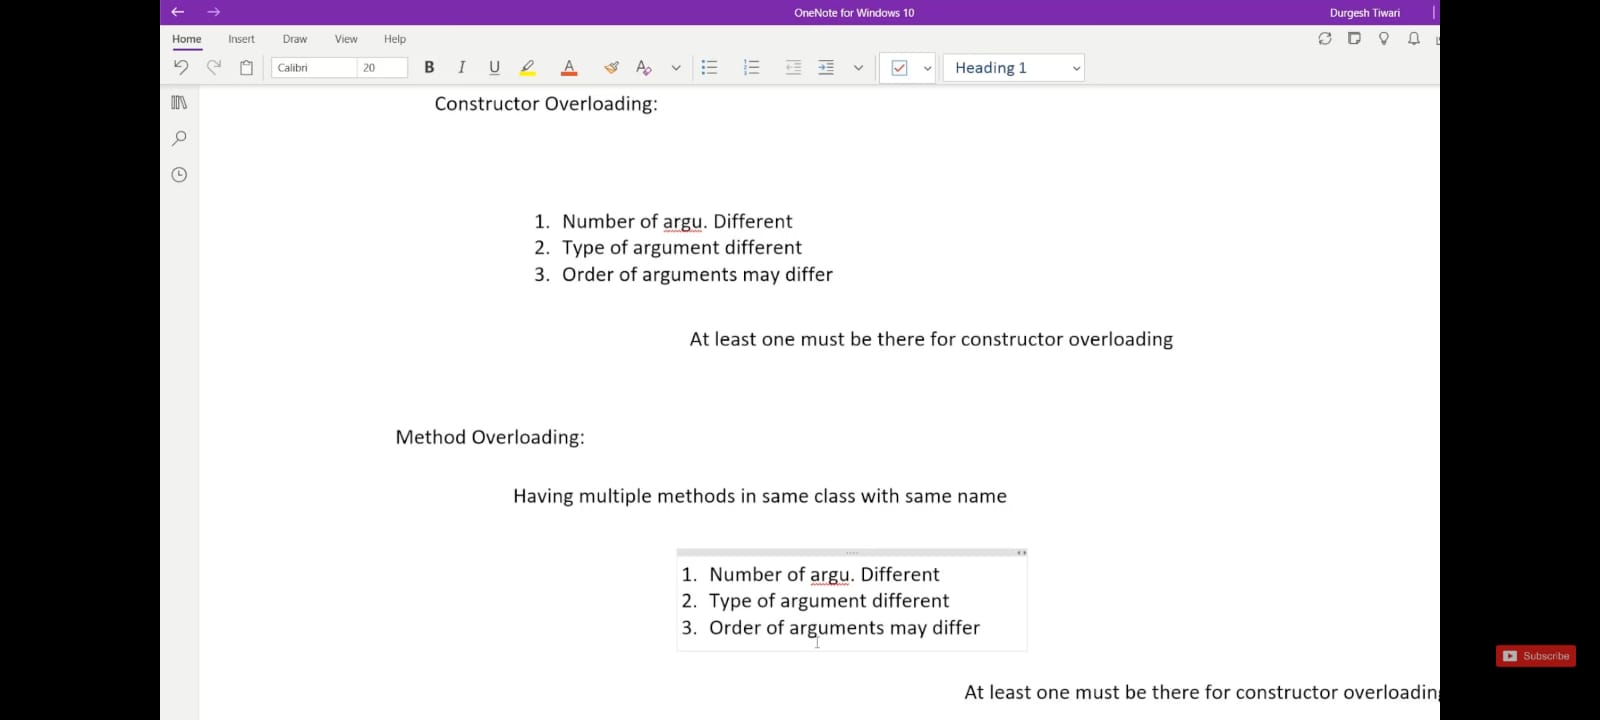 OneNote for Windows 10
Durgesh Tiwari
Home Insert Draw View Help
Calibri 20 B I U A A Heading 1
Constructor Overloading:
1. Number of argu. Different
2. Type of argument different
3. Order of arguments may differ
At least one must be there for constructor overloading
Method Overloading:
Having multiple methods in same class with same name
1. Number of argu. Different
2. Type of argument different
3. Order of arguments may differ
Subscribe
At least one must be there for constructor overloadin